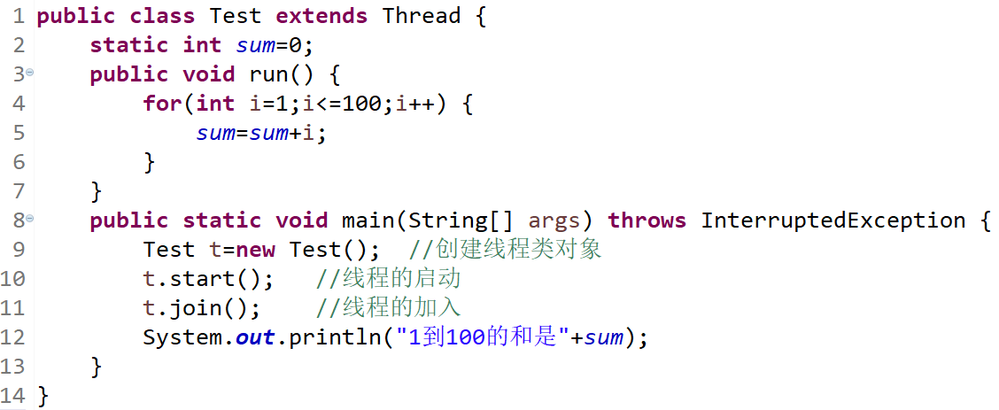 1 public class Test extends Thread {
2     static int sum=0;
3     public void run() {
4         for(int i=1;i<=100;i++) {
5             sum=sum+i;
6         }
7     }
8     public static void main(String[] args) throws InterruptedException {
9         Test t=new Test();  //创建线程类对象
10         t.start();   //线程的启动
11         t.join();    //线程的加入
12         System.out.println("1到100的和是"+sum);
13     }
14 }